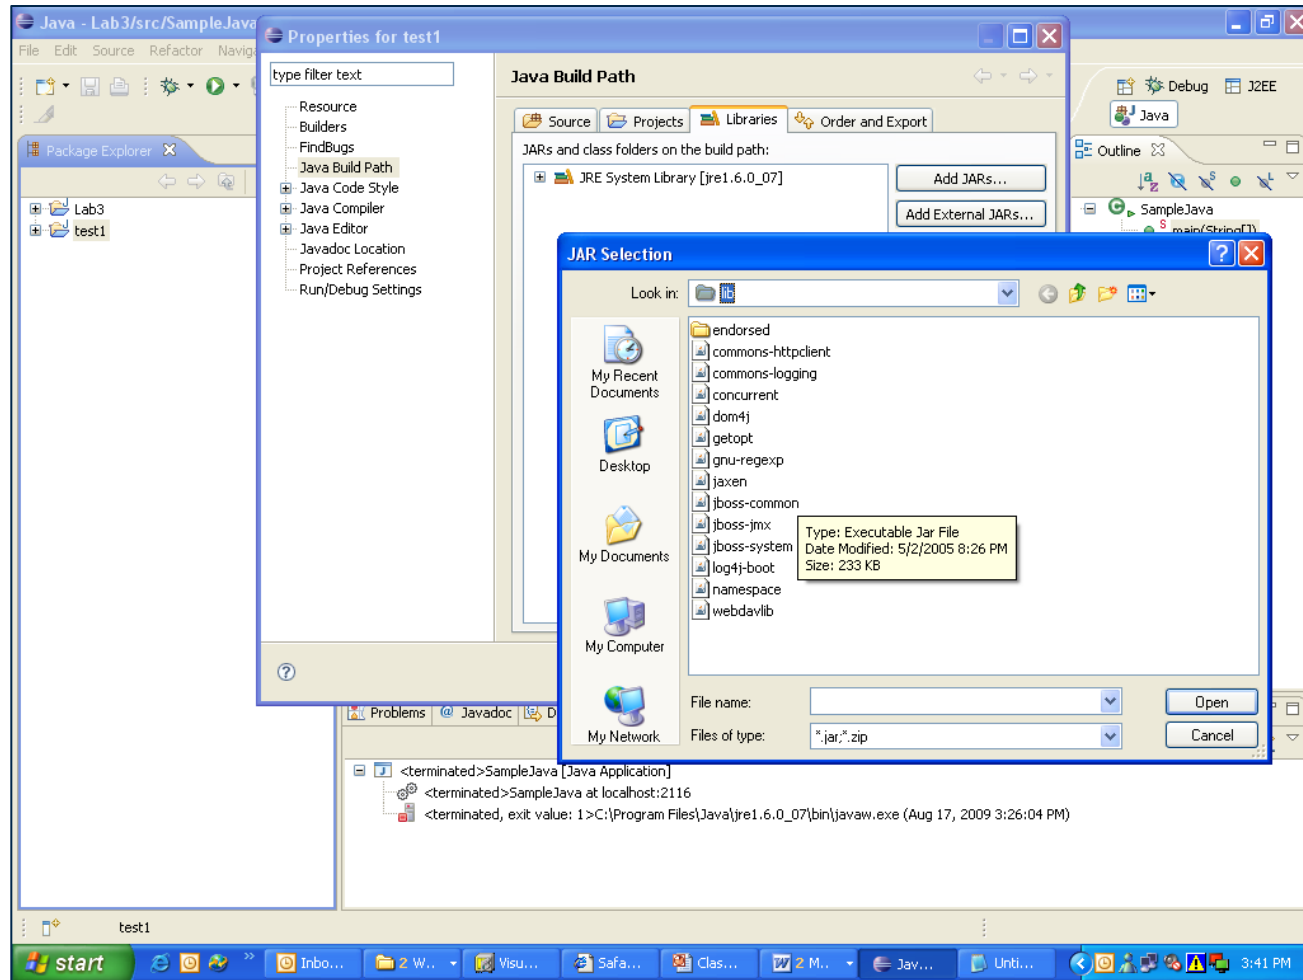 Java - Lab3/src/SampleJava
File Edit Source Refactor Naviga
Debug
J2EE
Java
Package Explorer
Lab3
test1
Properties for test1
type filter text
Resource
Builders
FindBugs
Java Build Path
Java Code Style
Java Compiler
Java Editor
Javadoc Location
Project References
Run/Debug Settings
Java Build Path
Source
Projects
Libraries
Order and Export
JARs and class folders on the build path:
JRE System Library [jre1.6.0_07]
Add JARs...
Add External JARs...
Outline
SampleJava
main(String[])
JAR Selection
Look in:
lib
My Recent
Documents
Desktop
My Documents
My Computer
My Network
endorsed
commons-httpclient
commons-logging
concurrent
dom4j
getopt
gnu-regexp
jaxen
jboss-common
jboss-jmx
jboss-system
log4j-boot
namespace
webdavlib
Type: Executable Jar File
Date Modified: 5/2/2005 8:26 PM
Size: 233 KB
File name:
Open
Files of type:
*.jar;*.zip
Cancel
Problems
@ Javadoc
D
<terminated>SampleJava [Java Application]
<terminated>SampleJava at localhost:2116
<terminated, exit value: 1>C:\Program Files\Java\jre1.6.0_07\bin\javaw.exe (Aug 17, 2009 3:26:04 PM)
test1
start
Inbo...
2 W...
Visu...
Safa...
Clas...
2 M...
Jav...
Unti...
3:41 PM